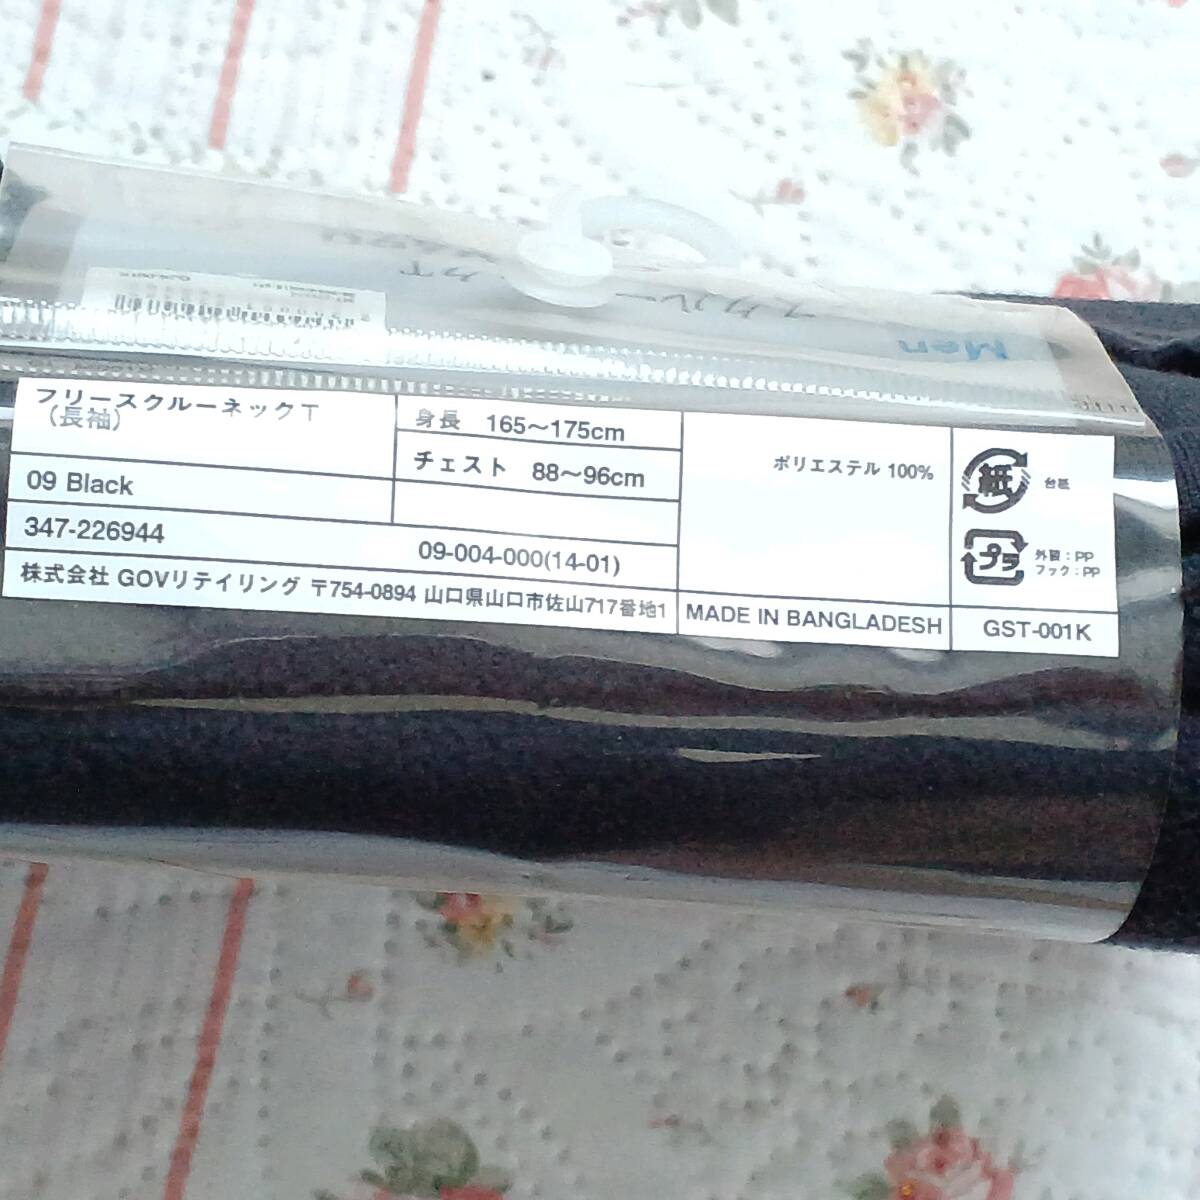 Men
フリースクルーネックT
（長袖）
身長 165～175cm
チェスト 88～96cm
09 Black
347-226944
09-004-000(14-01)
株式会社 GOVリテイリング 〒754-0894 山口県山口市佐山717番地1
ポリエステル 100%
MADE IN BANGLADESH
紙
台紙
プラ
外装：PP
フック：PP
GST-001K